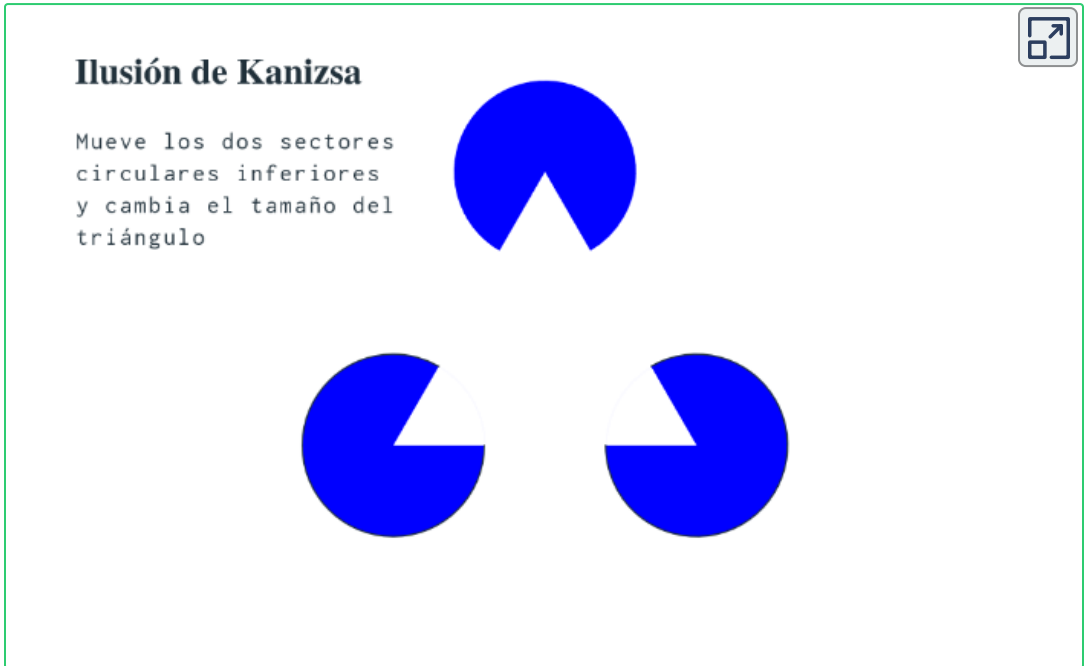 Ilusión de Kanizsa
Mueve los dos sectores
circulares inferiores
y cambia el tamaño del
triángulo